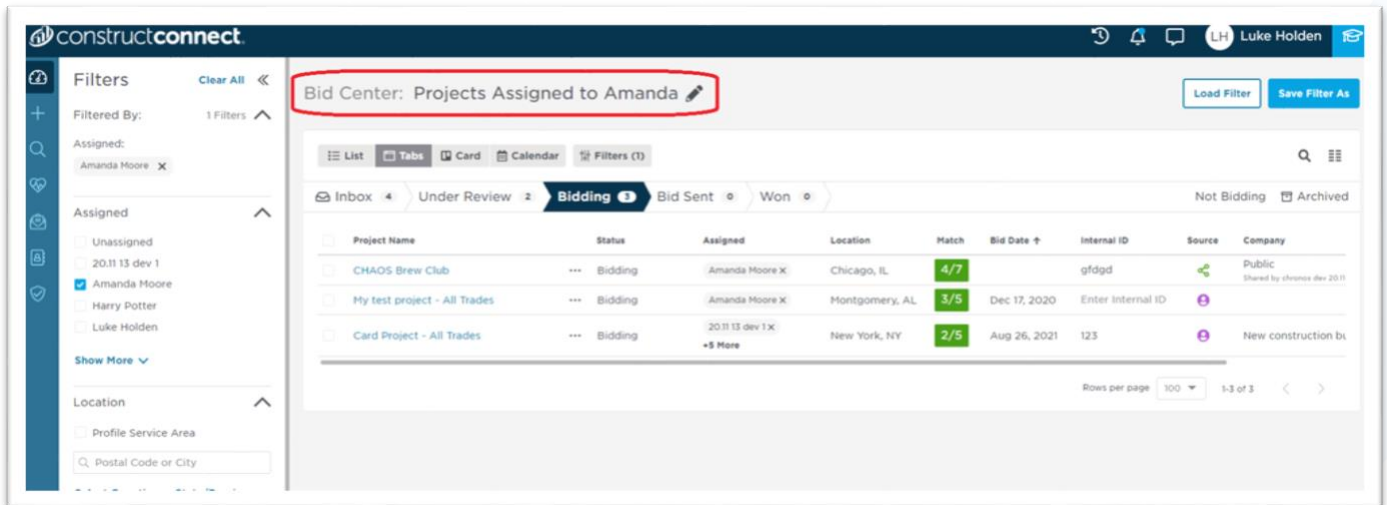 constructconnect.
LH Luke Holden
Filters Clear All
Filtered By: 1 Filters
Assigned:
Amanda Moore X
Assigned
Unassigned
20.11 13 dev 1
Amanda Moore
Harry Potter
Luke Holden
Show More
Location
Profile Service Area
Postal Code or City
Bid Center: Projects Assigned to Amanda
Load Filter Save Filter As
List Tabs Card Calendar Filters (1)
Inbox 4 Under Review 2 Bidding 3 Bid Sent 0 Won 0 Not Bidding Archived
Project Name Status Assigned Location Match Bid Date ↑ Internal ID Source Company
CHAOS Brew Club ••• Bidding Amanda Moore X Chicago, IL 4/7 gfdgd Public
Shared by chronos dev 20.11
My test project - All Trades ••• Bidding Amanda Moore X Montgomery, AL 3/5 Dec 17, 2020 Enter Internal ID
Card Project - All Trades ••• Bidding 20.11 13 dev 1 X New York, NY 2/5 Aug 26, 2021 123 New construction bu
+5 More
Rows per page 100 1-3 of 3